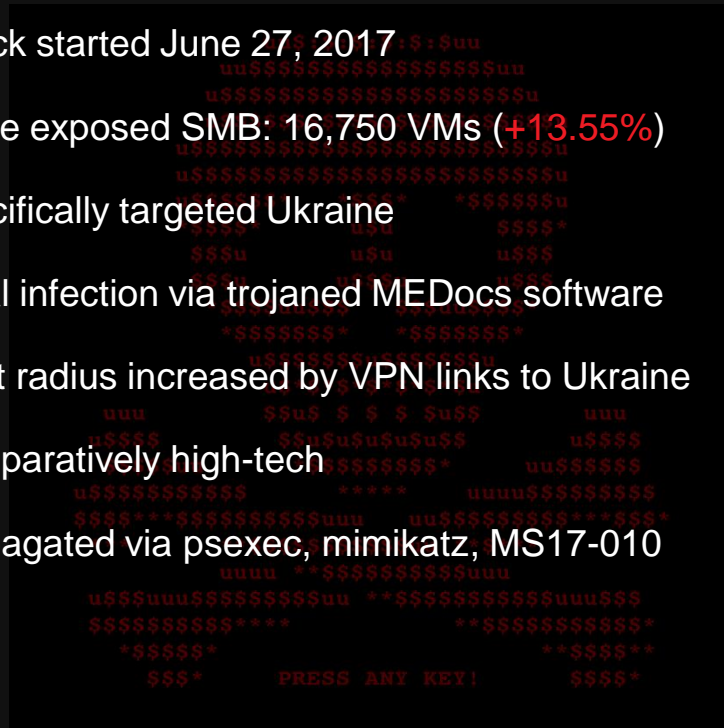 ck started June 27, 2017
e exposed SMB: 16,750 VMs (+13.55%)
cifically targeted Ukraine
l infection via trojaned MEDocs software
t radius increased by VPN links to Ukraine
paratively high-tech
agated via psexec, mimikatz, MS17-010
PRESS ANY KEY!